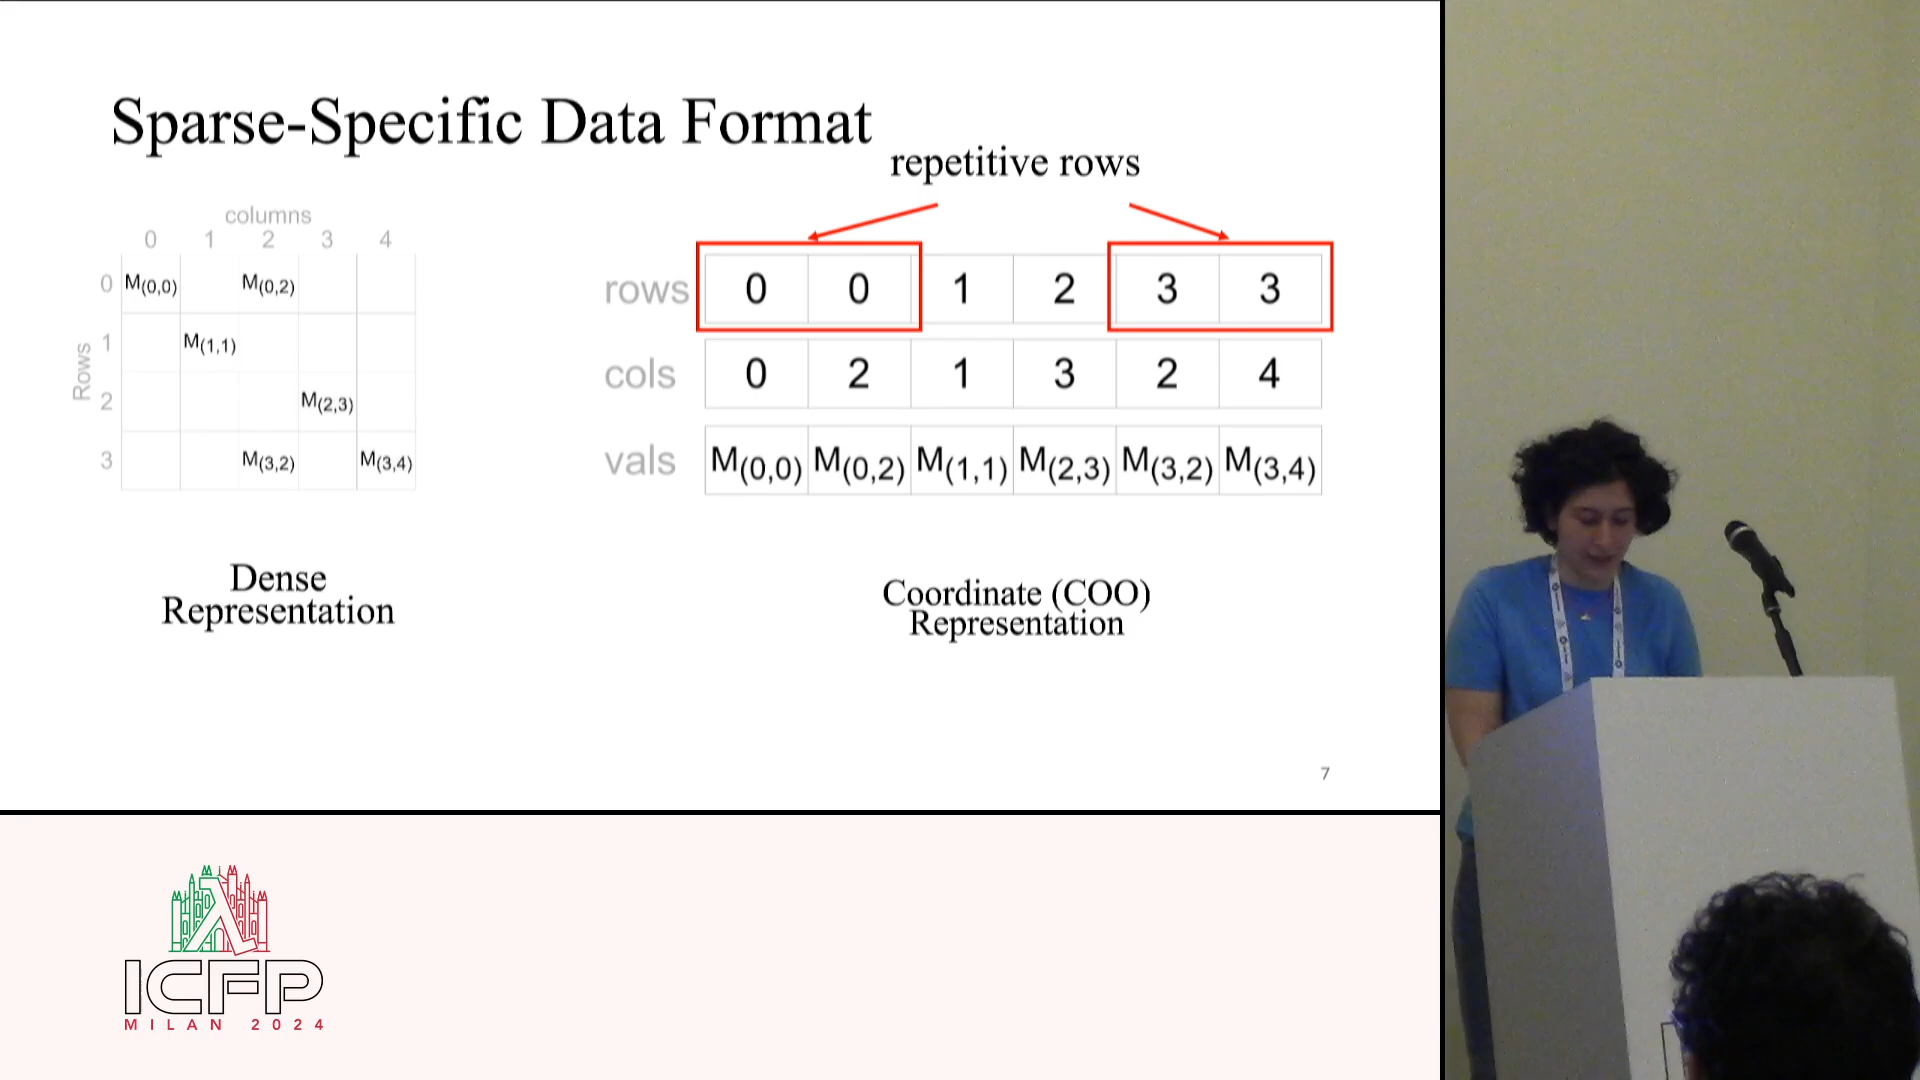 Sparse-Specific Data Format
repetitive rows
columns
0 1 2 3 4
Rows
0 M(0,0) M(0,2)
1 M(1,1)
2 M(2,3)
3 M(3,2) M(3,4)
rows 0 0 1 2 3 3
cols 0 2 1 3 2 4
vals M(0,0) M(0,2) M(1,1) M(2,3) M(3,2) M(3,4)
Dense
Representation
Coordinate (COO)
Representation
7
ICFP
MILAN 2024